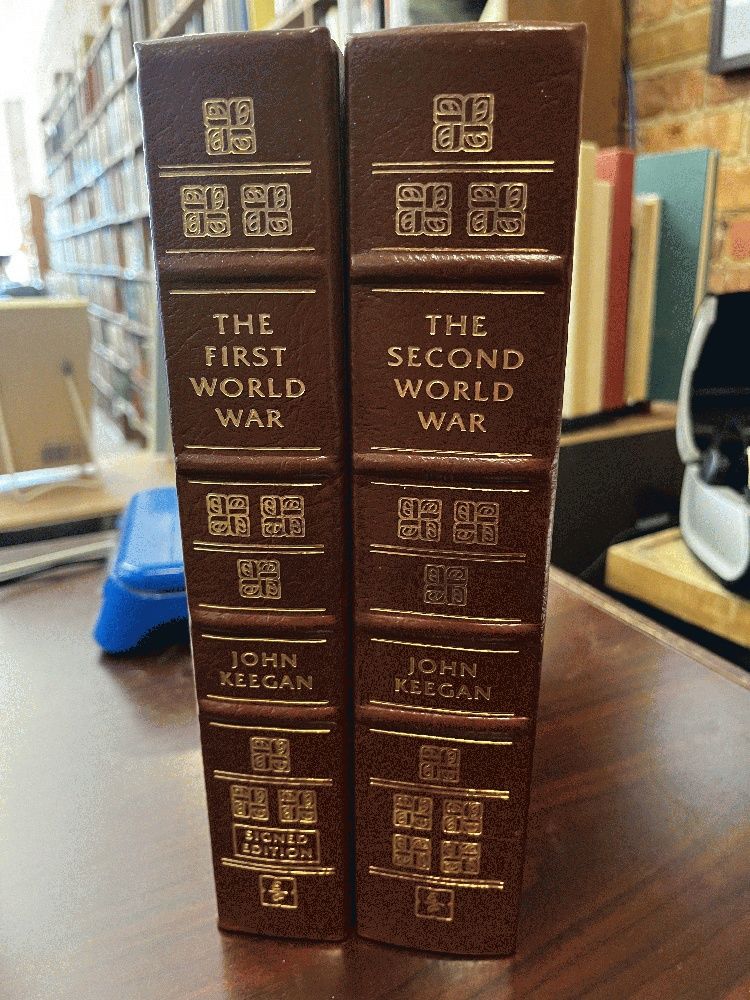 THE
FIRST
WORLD
WAR
JOHN
KEEGAN
SIGNED
EDITION
THE
SECOND
WORLD
WAR
JOHN
KEEGAN